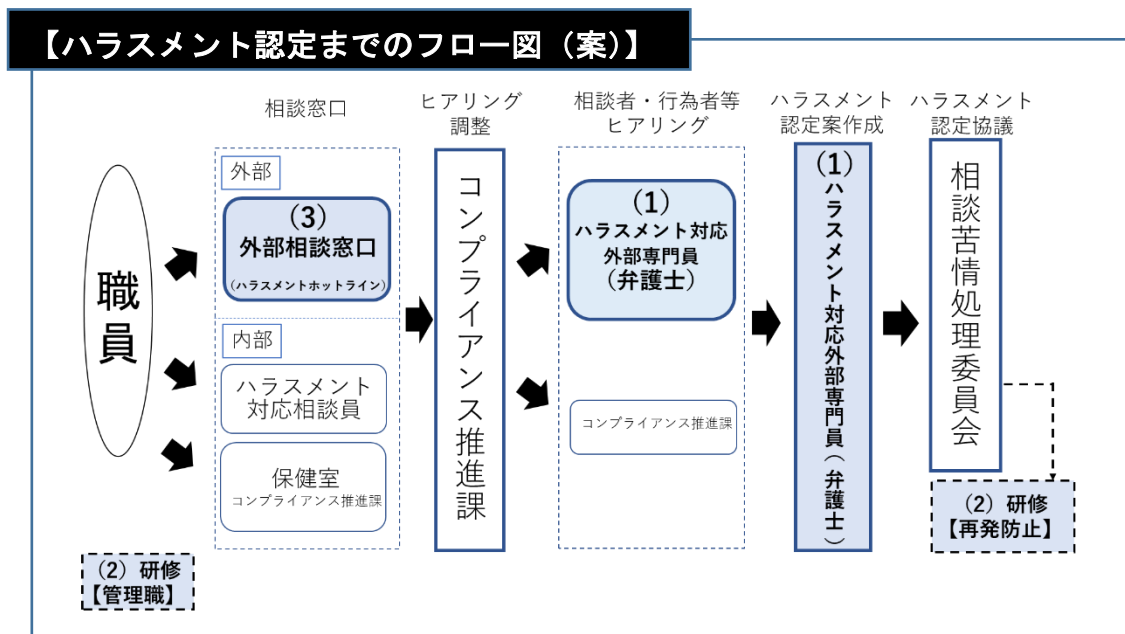 【ハラスメント認定までのフロー図（案）】
相談窓口
ヒアリング
調整
相談者・行為者等
ヒアリング
ハラスメント
認定案作成
ハラスメント
認定協議
職員
外部
（3）
外部相談窓口
（ハラスメントホットライン）
内部
ハラスメント
対応相談員
保健室
コンプライアンス推進課
コンプライアンス推進課
（1）
ハラスメント対応
外部専門員
（弁護士）
コンプライアンス推進課
（1）
ハラスメント対応外部専門員（弁護士）
相談苦情処理委員会
（2）研修
【再発防止】
（2）研修
【管理職】